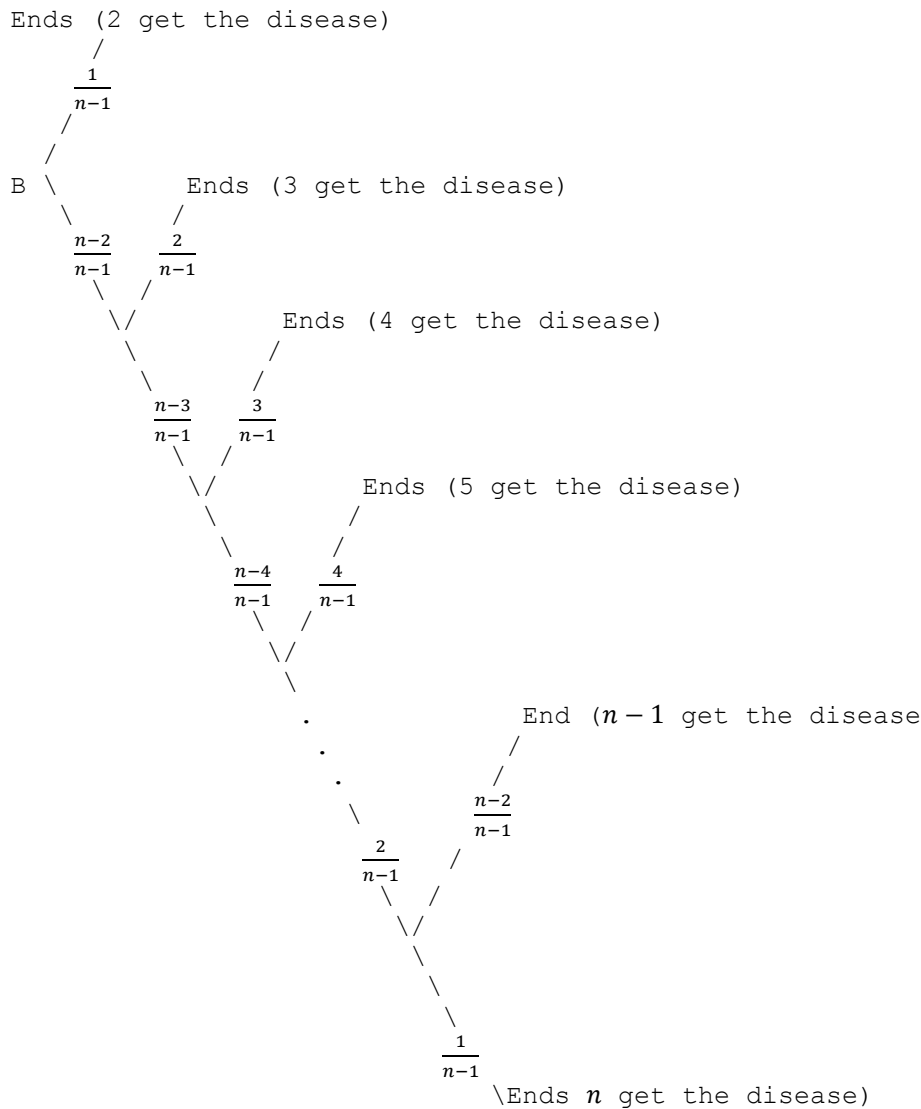 Ends (2 get the disease)
/
1/(n−1)
/
/
B \ Ends (3 get the disease)
\ /
(n−2)/(n−1) 2/(n−1)
\ /
\ / Ends (4 get the disease)
\ /
\ /
(n−3)/(n−1) 3/(n−1)
\ /
\ / Ends (5 get the disease)
\ /
\ /
(n−4)/(n−1) 4/(n−1)
\ /
\ /
\
. End (n − 1 get the disease
. /
. /
\ (n−2)/(n−1)
2/(n−1) /
\ /
\ /
\
\
\
1/(n−1)
\Ends n get the disease)